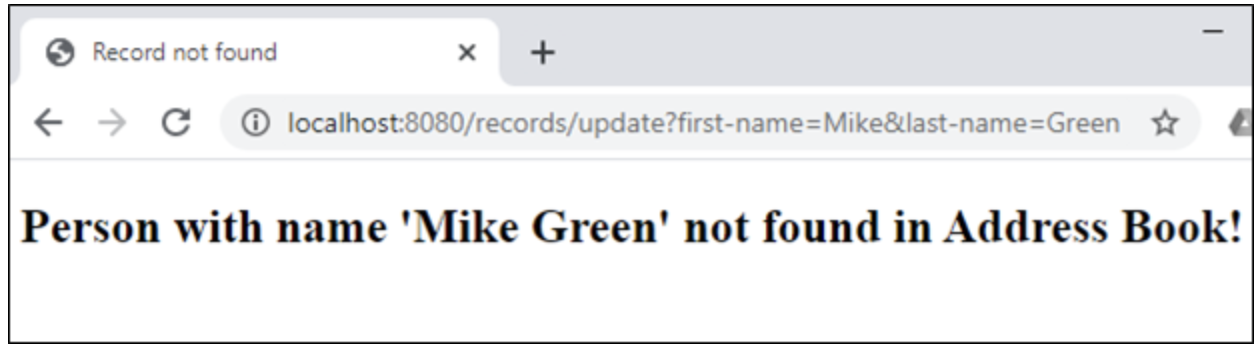 Record not found
localhost:8080/records/update?first-name=Mike&last-name=Green
Person with name 'Mike Green' not found in Address Book!